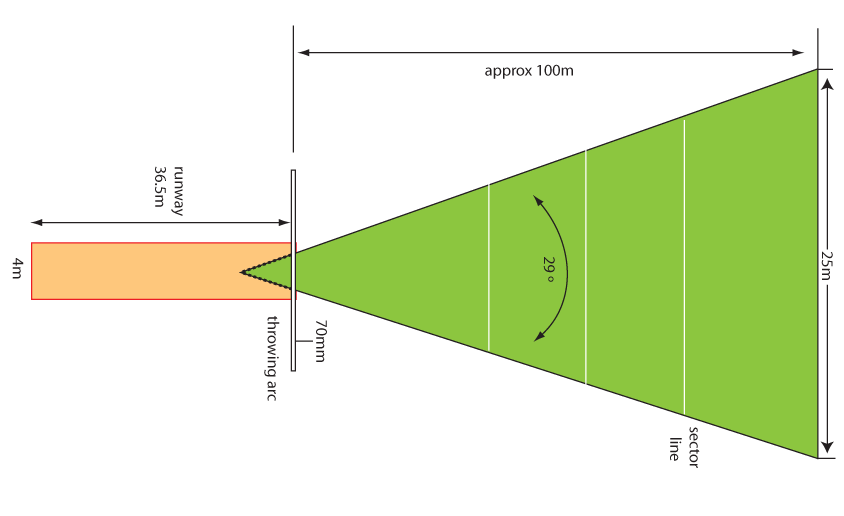 approx 100m
runway
36.5m
4m
throwing arc
70mm
29°
25m
sector
line